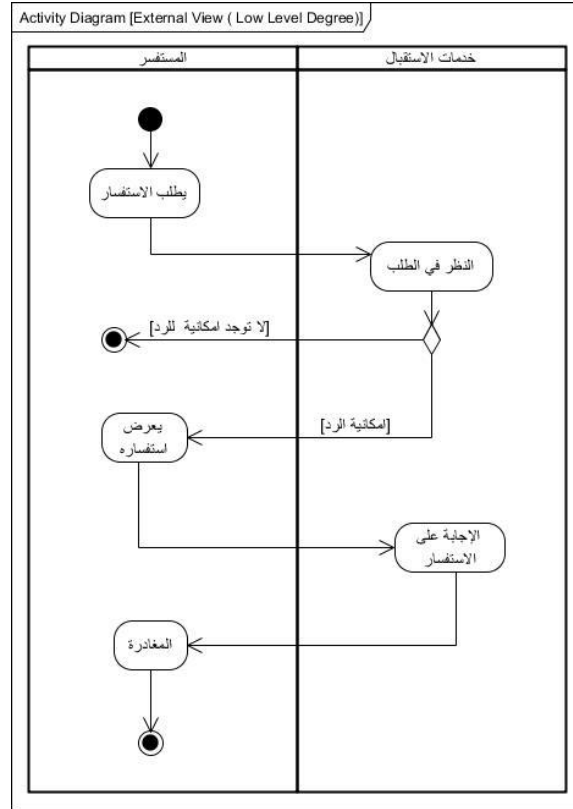 Activity Diagram [External View ( Low Level Degree)]
المستفسر
خدمات الاستقبال
يطلب الاستفسار
النظر في الطلب
[لا توجد امكانية للرد]
[امكانية الرد]
يعرض
استفساره
الإجابة على
الاستفسار
المغادرة